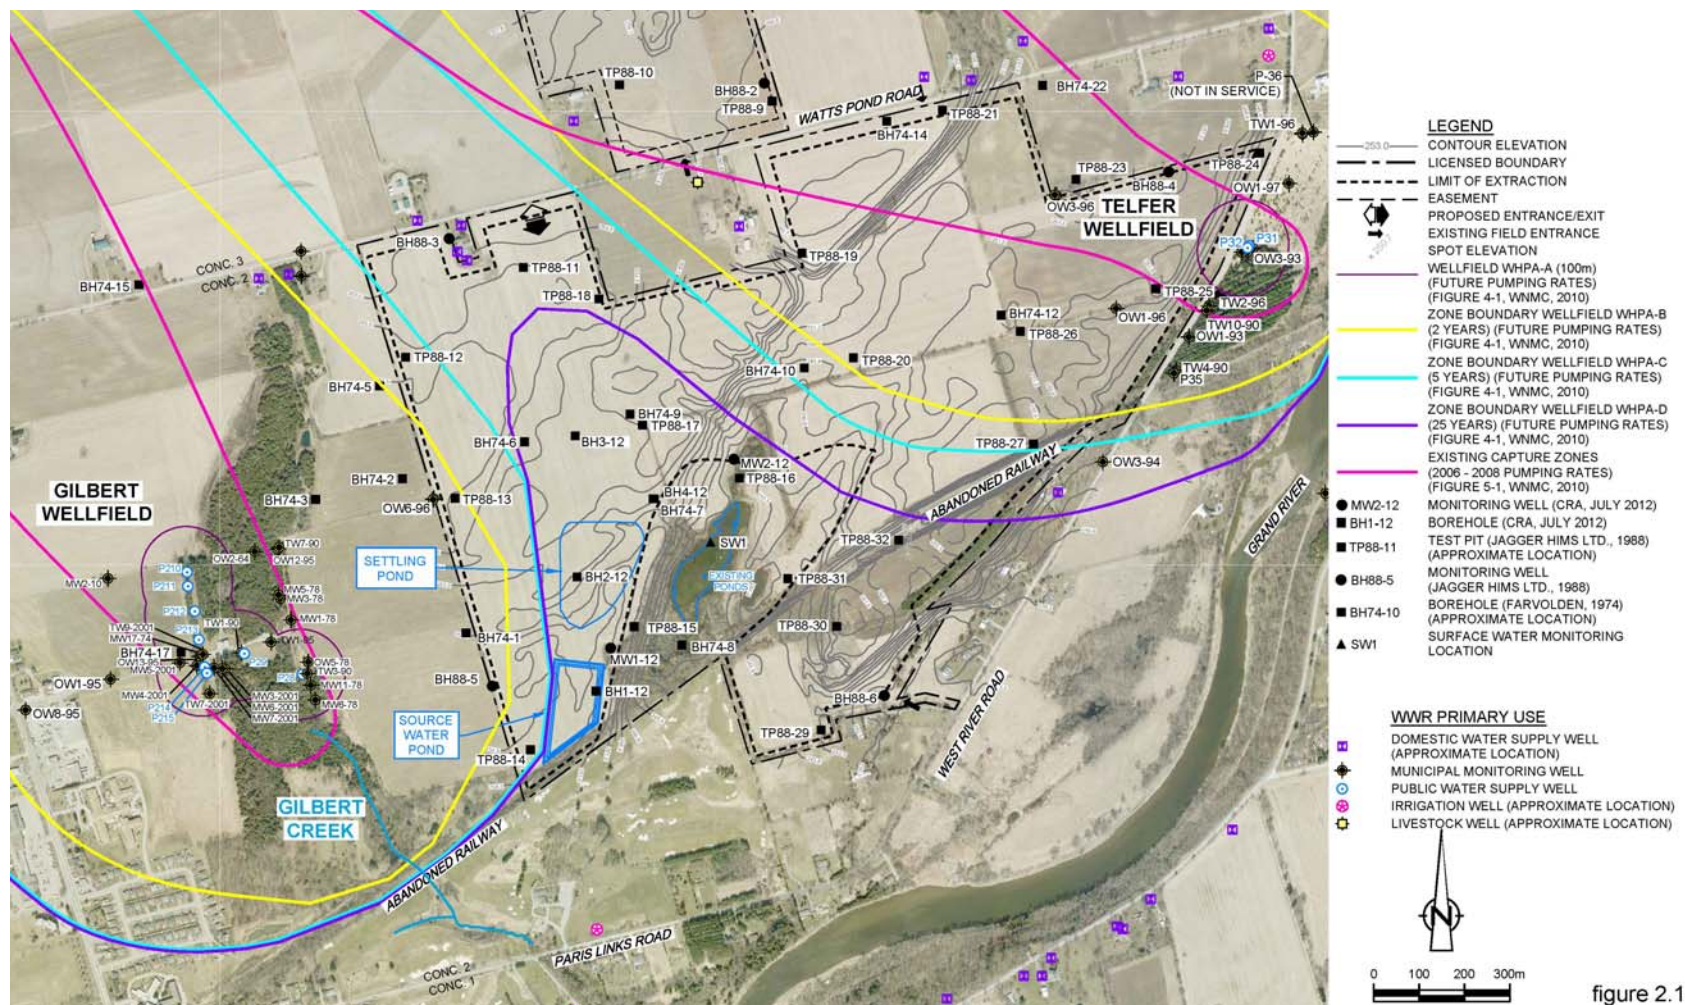 TP88-10
BH88-2
TP88-9
WATTS POND ROAD
BH74-22
P-36
(NOT IN SERVICE)
TW1-96
TP88-21
BH74-14
TP88-23
TP88-24
BH88-4
OW1-97
OW3-96
TELFER
WELLFIELD
P32
P31
OW3-93
BH88-3
CONC. 3
CONC. 2
BH74-15
TP88-11
TP88-19
TP88-18
TP88-25
TW2-96
BH74-12
OW1-96
TW10-90
TP88-26
OW1-93
TP88-12
TP88-20
BH74-10
TW4-90
P35
BH74-5
BH74-9
TP88-17
BH74-6
BH3-12
TP88-27
ABANDONED RAILWAY
OW3-94
MW2-12
TP88-16
GILBERT
WELLFIELD
BH74-2
BH74-3
TP88-13
OW6-96
BH4-12
BH74-7
GRAND RIVER
TW7-90
OW2-64
OW12-95
SETTLING
POND
SW1
TP88-32
P210
P211
MW2-10
BH2-12
EXISTING
PONDS
TP88-31
MW5-78
MW3-78
P212
MW1-78
TW1-90
TW9-2001
MW17-74
P213
TW1-85
BH74-1
TP88-15
TP88-30
BH74-17
OW13-95
MW5-2001
P29
OW5-78
TW3-90
BH74-8
MW1-12
OW1-95
MW4-2001
MW3-2001
MW11-78
MW6-2001
MW6-78
TW7-2001
MW7-2001
P214
P215
BH88-5
BH1-12
BH88-6
WEST RIVER ROAD
OW8-95
SOURCE
WATER
POND
TP88-14
TP88-29
GILBERT
CREEK
ABANDONED RAILWAY
PARIS LINKS ROAD
CONC. 2
CONC. 1
LEGEND
253.0
CONTOUR ELEVATION
LICENSED BOUNDARY
LIMIT OF EXTRACTION
EASEMENT
PROPOSED ENTRANCE/EXIT
EXISTING FIELD ENTRANCE
SPOT ELEVATION
WELLFIELD WHPA-A (100m)
(FUTURE PUMPING RATES)
(FIGURE 4-1, WNMC, 2010)
ZONE BOUNDARY WELLFIELD WHPA-B
(2 YEARS) (FUTURE PUMPING RATES)
(FIGURE 4-1, WNMC, 2010)
ZONE BOUNDARY WELLFIELD WHPA-C
(5 YEARS) (FUTURE PUMPING RATES)
(FIGURE 4-1, WNMC, 2010)
ZONE BOUNDARY WELLFIELD WHPA-D
(25 YEARS) (FUTURE PUMPING RATES)
(FIGURE 4-1, WNMC, 2010)
EXISTING CAPTURE ZONES
(2006 - 2008 PUMPING RATES)
(FIGURE 5-1, WNMC, 2010)
MW2-12 MONITORING WELL (CRA, JULY 2012)
BH1-12 BOREHOLE (CRA, JULY 2012)
TP88-11 TEST PIT (JAGGER HIMS LTD., 1988)
(APPROXIMATE LOCATION)
BH88-5 MONITORING WELL
(JAGGER HIMS LTD., 1988)
BH74-10 BOREHOLE (FARVOLDEN, 1974)
(APPROXIMATE LOCATION)
SW1 SURFACE WATER MONITORING
LOCATION
WWR PRIMARY USE
DOMESTIC WATER SUPPLY WELL
(APPROXIMATE LOCATION)
MUNICIPAL MONITORING WELL
PUBLIC WATER SUPPLY WELL
IRRIGATION WELL (APPROXIMATE LOCATION)
LIVESTOCK WELL (APPROXIMATE LOCATION)
N
0 100 200 300m
figure 2.1